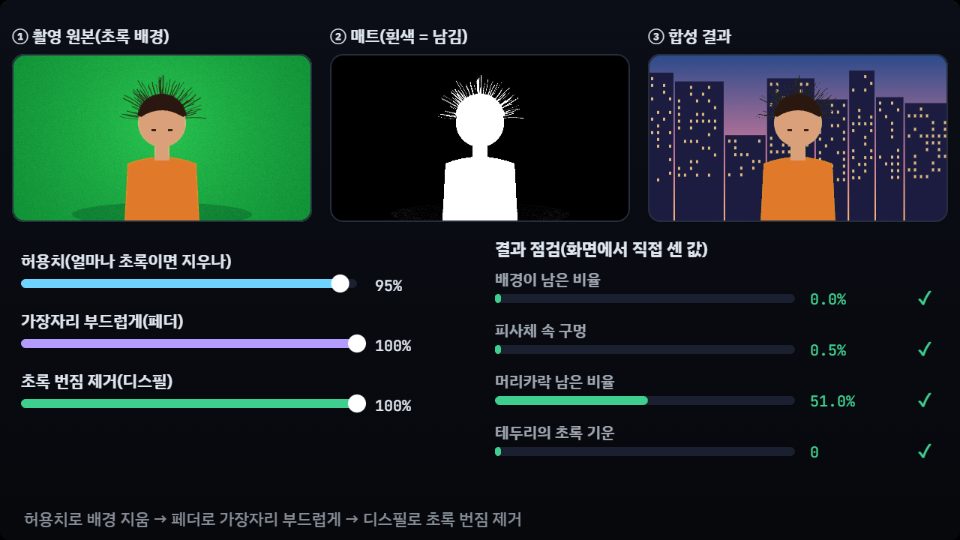 ① 촬영 원본(초록 배경)
② 매트(흰색 = 남김)
③ 합성 결과
허용치(얼마나 초록이면 지우나)
95%
가장자리 부드럽게(페더)
100%
초록 번짐 제거(디스필)
100%
결과 점검(화면에서 직접 센 값)
배경이 남은 비율
0.0% ✓
피사체 속 구멍
0.5% ✓
머리카락 남은 비율
51.0% ✓
테두리의 초록 기운
0 ✓
허용치로 배경 지움 → 페더로 가장자리 부드럽게 → 디스필로 초록 번짐 제거